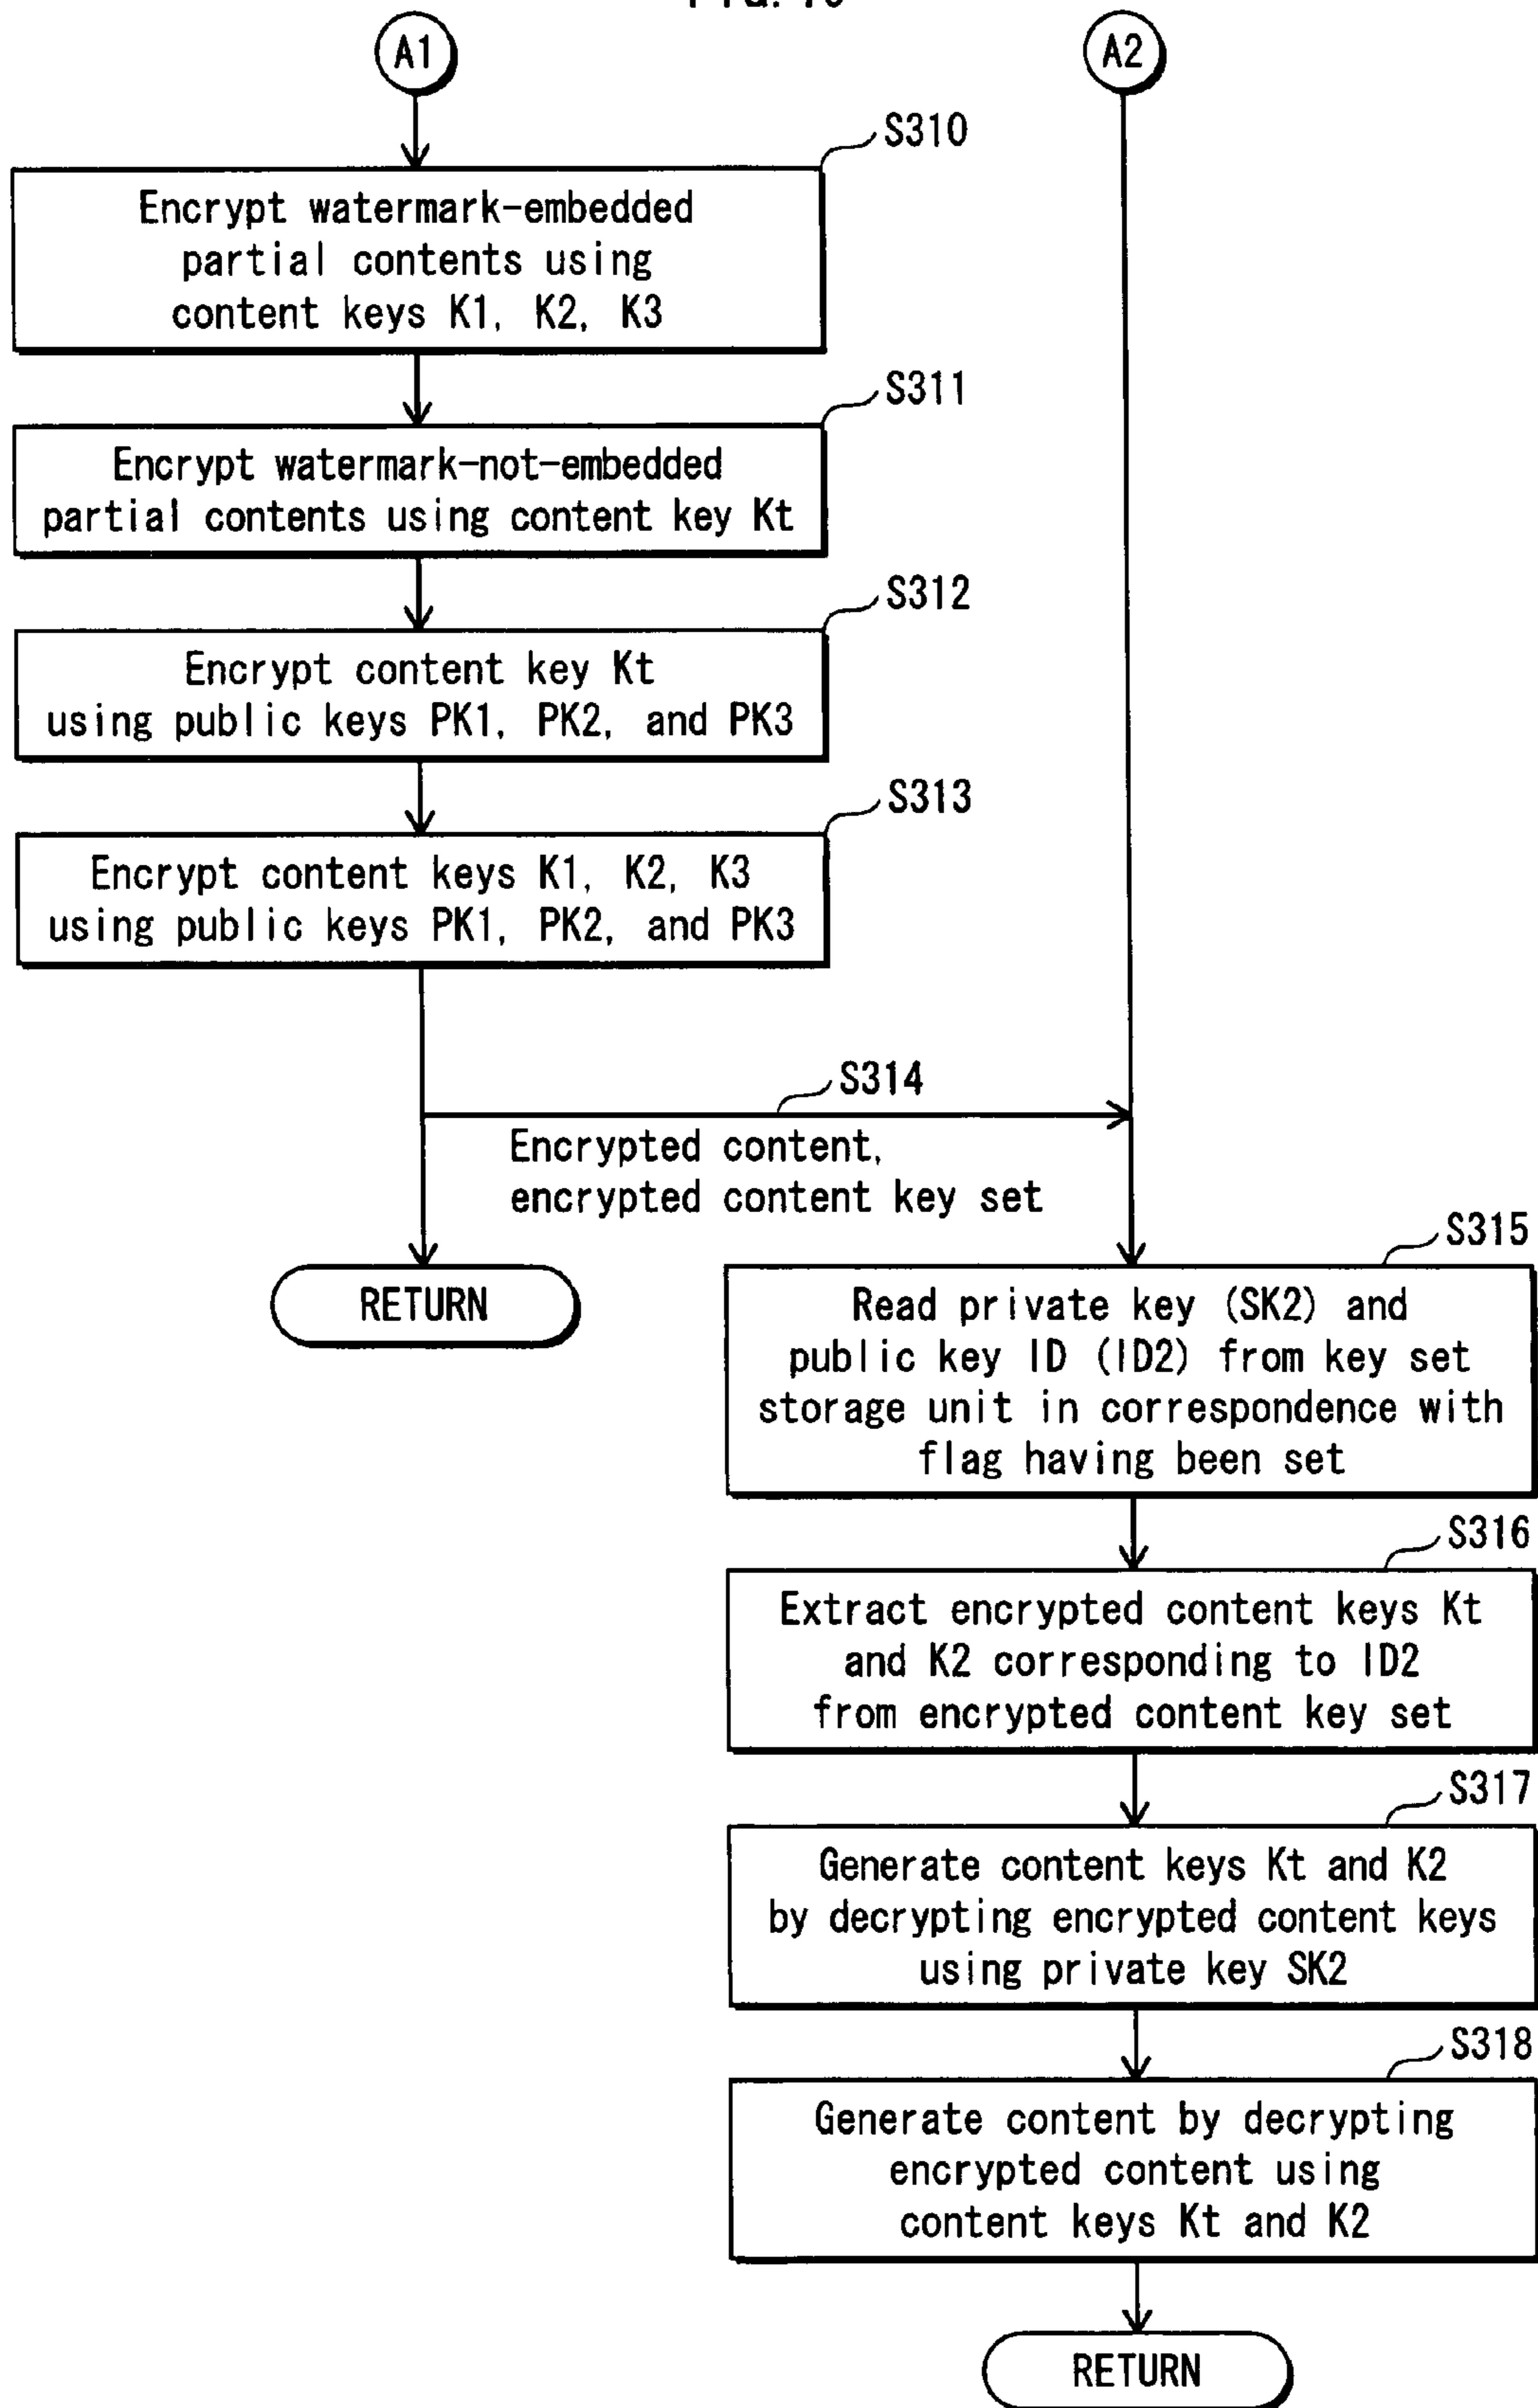 A1
A2
S310
Encrypt watermark-embedded
partial contents using
content keys K1, K2, K3
S311
Encrypt watermark-not-embedded
partial contents using content key Kt
S312
Encrypt content key Kt
using public keys PK1, PK2, and PK3
S313
Encrypt content keys K1, K2, K3
using public keys PK1, PK2, and PK3
S314
Encrypted content,
encrypted content key set
RETURN
S315
Read private key (SK2) and
public key ID (ID2) from key set
storage unit in correspondence with
flag having been set
S316
Extract encrypted content keys Kt
and K2 corresponding to ID2
from encrypted content key set
S317
Generate content keys Kt and K2
by decrypting encrypted content keys
using private key SK2
S318
Generate content by decrypting
encrypted content using
content keys Kt and K2
RETURN